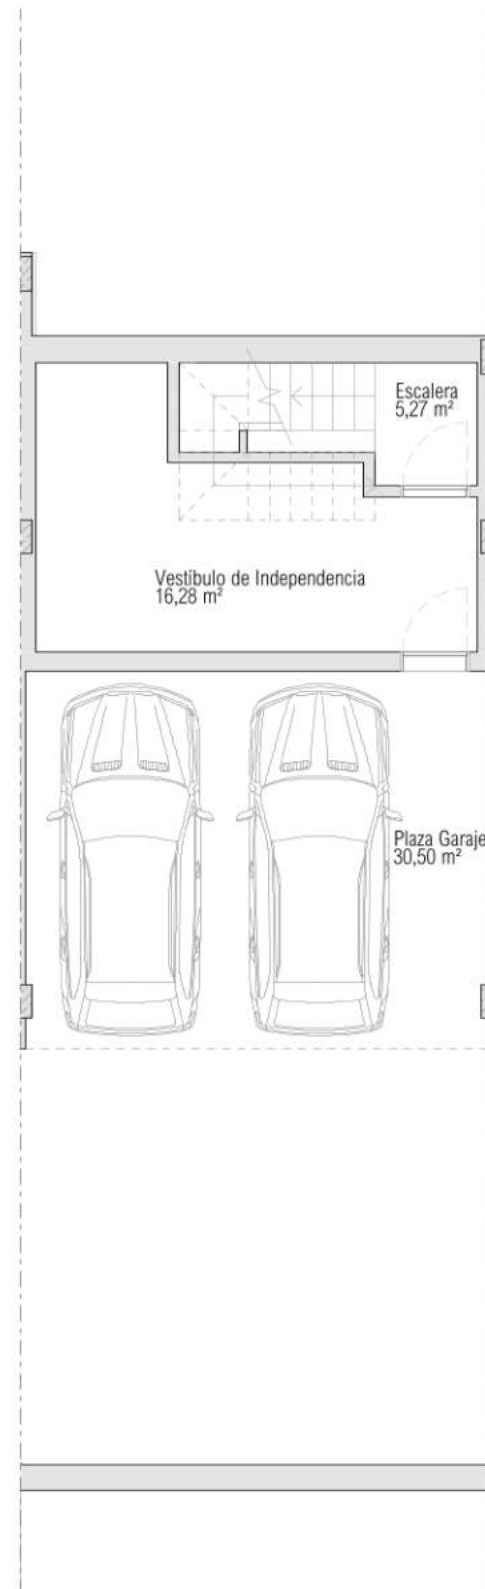 Escalera
5,27 m²
Vestíbulo de Independencia
16,28 m²
Plaza Garaje
30,50 m²